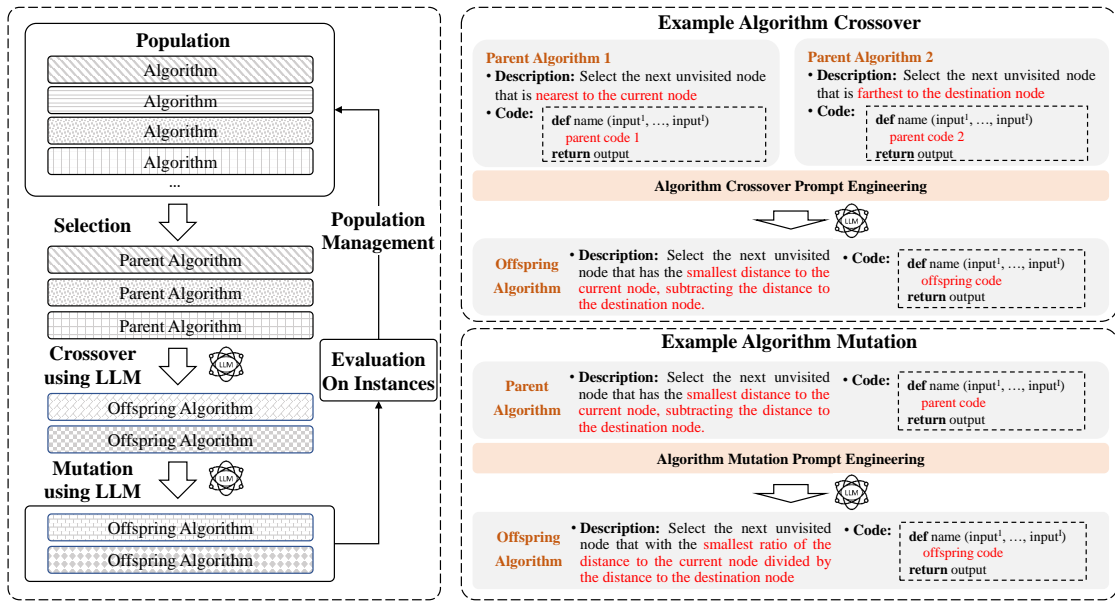 Population
Algorithm
Algorithm
Algorithm
Algorithm
...
Selection
Parent Algorithm
Parent Algorithm
Parent Algorithm
Crossover
using LLM
LLM
Offspring Algorithm
Offspring Algorithm
Mutation
using LLM
LLM
Offspring Algorithm
Offspring Algorithm
Population
Management
Evaluation
On Instances
Example Algorithm Crossover
Parent Algorithm 1
• Description: Select the next unvisited node
that is nearest to the current node
• Code:
def name (input¹, …, inputᴵ)
parent code 1
return output
Parent Algorithm 2
• Description: Select the next unvisited node
that is farthest to the destination node
• Code:
def name (input¹, …, inputᴵ)
parent code 2
return output
Algorithm Crossover Prompt Engineering
LLM
Offspring
Algorithm
• Description: Select the next unvisited
node that has the smallest distance to the
current node, subtracting the distance to
the destination node.
• Code:
def name (input¹, …, inputᴵ)
offspring code
return output
Example Algorithm Mutation
Parent
Algorithm
• Description: Select the next unvisited
node that has the smallest distance to the
current node, subtracting the distance to
the destination node.
• Code:
def name (input¹, …, inputᴵ)
parent code
return output
Algorithm Mutation Prompt Engineering
LLM
Offspring
Algorithm
• Description: Select the next unvisited
node that with the smallest ratio of the
distance to the current node divided by
the distance to the destination node
• Code:
def name (input¹, …, inputᴵ)
offspring code
return output